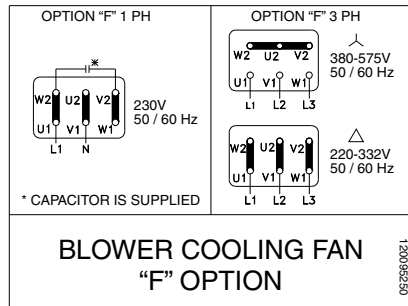 OPTION "F" 1 PH
*
W2 U2 V2
U1 V1 W1
L1 N
230V
50 / 60 Hz
* CAPACITOR IS SUPPLIED
OPTION "F" 3 PH
W2 U2 V2
U1 V1 W1
L1 L2 L3
380-575V
50 / 60 Hz
W2 U2 V2
U1 V1 W1
L1 L2 L3
220-332V
50 / 60 Hz
BLOWER COOLING FAN
"F" OPTION
120095250